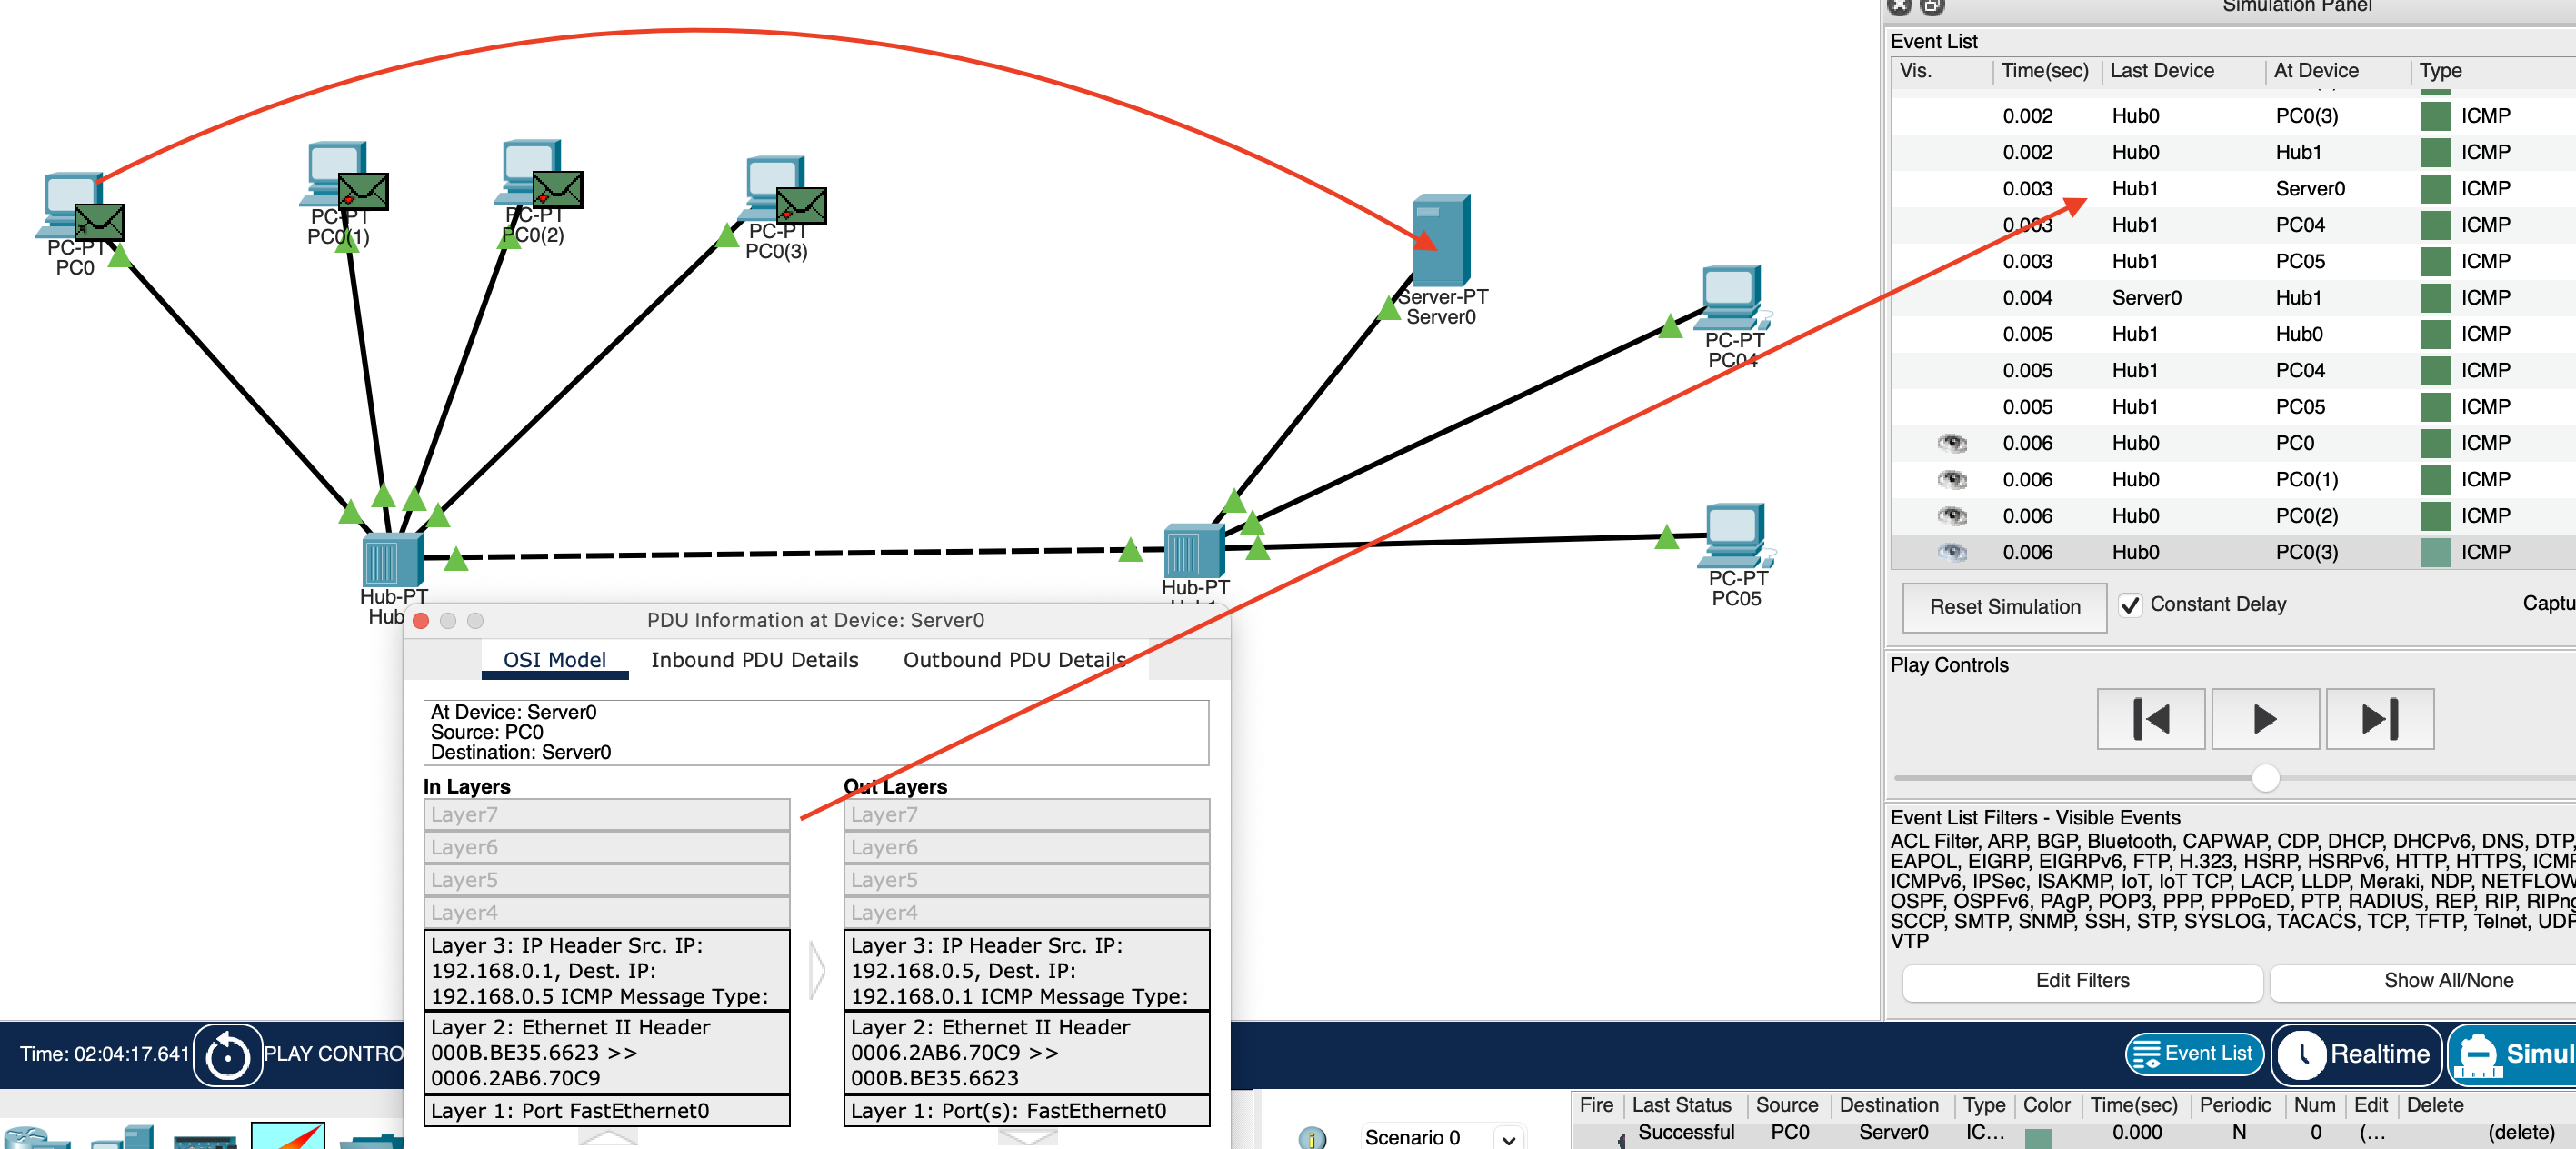 Simulation Panel
Event List
Vis. Time(sec) Last Device At Device Type
0.002 Hub0 PC0(3) ICMP
0.002 Hub0 Hub1 ICMP
0.003 Hub1 Server0 ICMP
0.003 Hub1 PC04 ICMP
0.003 Hub1 PC05 ICMP
0.004 Server0 Hub1 ICMP
0.005 Hub1 Hub0 ICMP
0.005 Hub1 PC04 ICMP
0.005 Hub1 PC05 ICMP
0.006 Hub0 PC0 ICMP
0.006 Hub0 PC0(1) ICMP
0.006 Hub0 PC0(2) ICMP
0.006 Hub0 PC0(3) ICMP
Reset Simulation Constant Delay Captu
Play Controls
Event List Filters - Visible Events
ACL Filter, ARP, BGP, Bluetooth, CAPWAP, CDP, DHCP, DHCPv6, DNS, DTP,
EAPOL, EIGRP, EIGRPv6, FTP, H.323, HSRP, HSRPv6, HTTP, HTTPS, ICMP
ICMPv6, IPSec, ISAKMP, IoT, IoT TCP, LACP, LLDP, Meraki, NDP, NETFLOW
OSPF, OSPFv6, PAgP, POP3, PPP, PPPoED, PTP, RADIUS, REP, RIP, RIPng
SCCP, SMTP, SNMP, SSH, STP, SYSLOG, TACACS, TCP, TFTP, Telnet, UDP
VTP
Edit Filters Show All/None
PC-PT
PC0
PC-PT
PC0(1)
PC-PT
PC0(2)
PC-PT
PC0(3)
Server-PT
Server0
PC-PT
PC04
PC-PT
PC05
Hub-PT
Hub
Hub-PT
PDU Information at Device: Server0
OSI Model Inbound PDU Details Outbound PDU Details
At Device: Server0
Source: PC0
Destination: Server0
In Layers
Layer7
Layer6
Layer5
Layer4
Layer 3: IP Header Src. IP:
192.168.0.1, Dest. IP:
192.168.0.5 ICMP Message Type:
Layer 2: Ethernet II Header
000B.BE35.6623 >>
0006.2AB6.70C9
Layer 1: Port FastEthernet0
Out Layers
Layer7
Layer6
Layer5
Layer4
Layer 3: IP Header Src. IP:
192.168.0.5, Dest. IP:
192.168.0.1 ICMP Message Type:
Layer 2: Ethernet II Header
0006.2AB6.70C9 >>
000B.BE35.6623
Layer 1: Port(s): FastEthernet0
Time: 02:04:17.641 PLAY CONTRO
Event List Realtime Simul
Scenario 0
Fire Last Status Source Destination Type Color Time(sec) Periodic Num Edit Delete
Successful PC0 Server0 IC... 0.000 N 0 (... (delete)